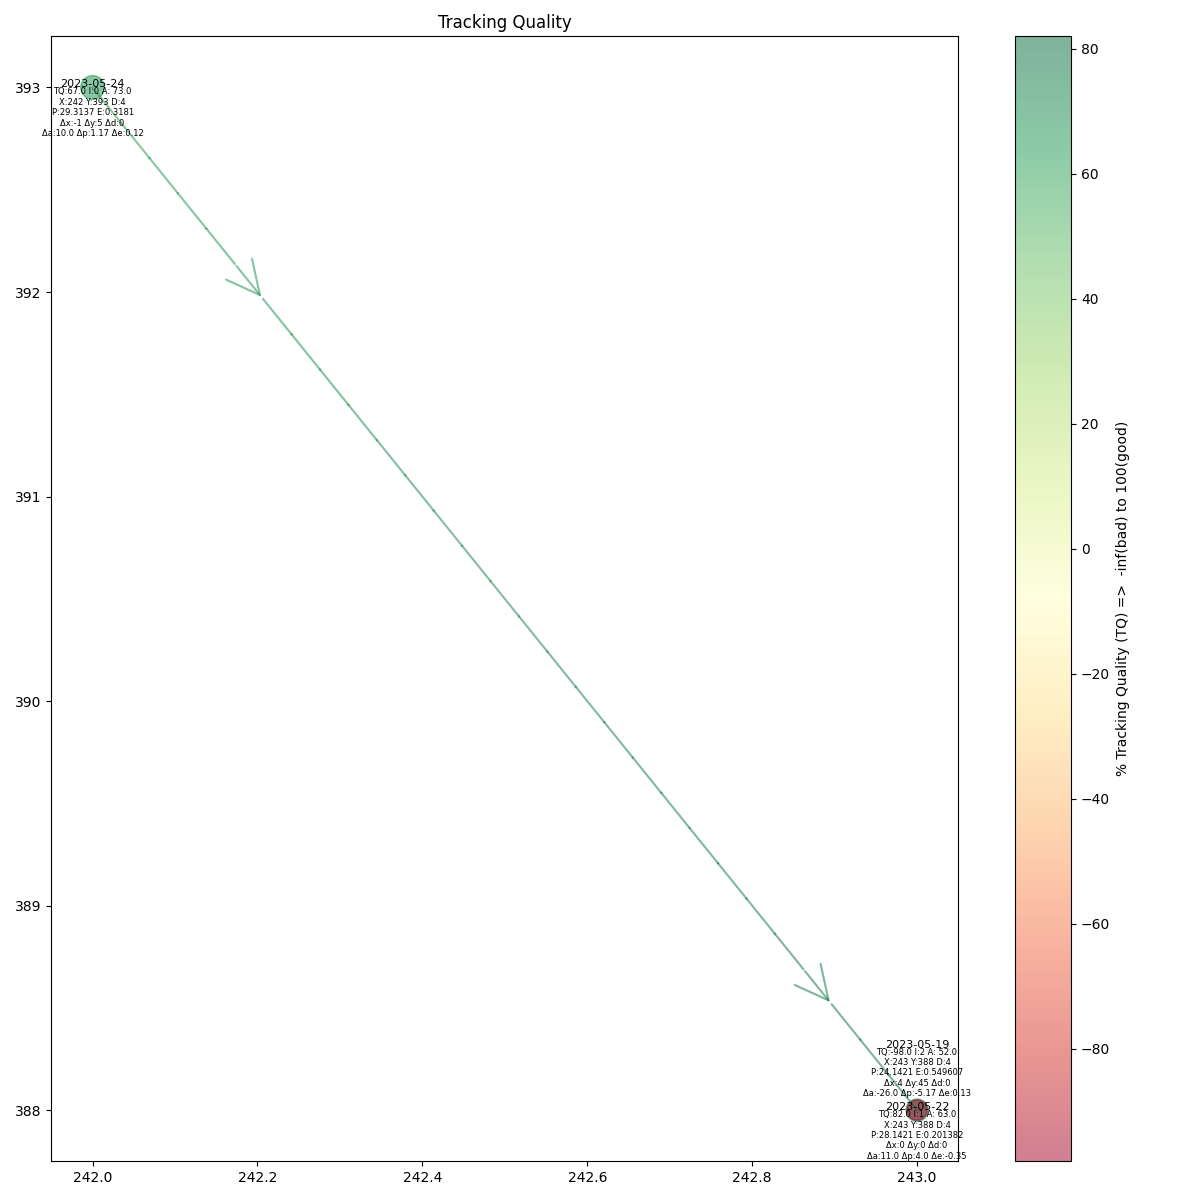 Tracking Quality
393
392
391
390
389
388
2023-05-24
TQ:67.0 I:0 A: 73.0
X:242 Y:393 D:4
P:29.3137 E:0.3181
Δx:-1 Δy:5 Δd:0
Δa:10.0 Δp:1.17 Δe:0.12
2023-05-19
TQ:-98.0 I:2 A: 52.0
X:243 Y:388 D:4
P:24.1421 E:0.549607
Δx:4 Δy:45 Δd:0
Δa:-26.0 Δp:-5.17 Δe:0.13
2023-05-22
TQ:82.0 I:1 A: 63.0
X:243 Y:388 D:4
P:28.1421 E:0.201382
Δx:0 Δy:0 Δd:0
Δa:11.0 Δp:4.0 Δe:-0.35
242.0 242.2 242.4 242.6 242.8 243.0
80
60
40
20
0
−20
−40
−60
−80
% Tracking Quality (TQ) => -inf(bad) to 100(good)